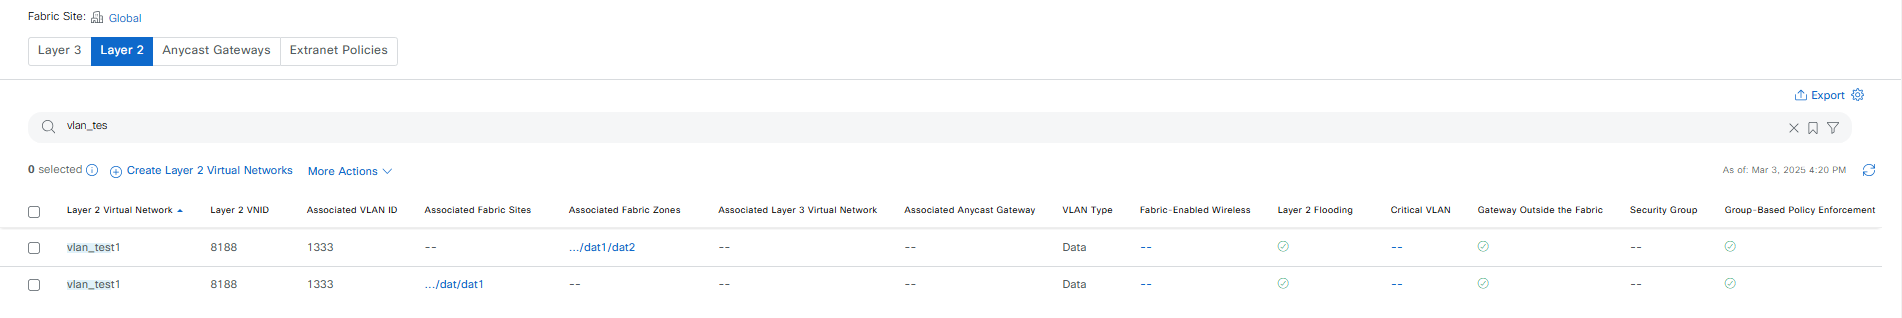 Fabric Site: Global
Layer 3 Layer 2 Anycast Gateways Extranet Policies
Export
vlan_tes
0 selected Create Layer 2 Virtual Networks More Actions As of: Mar 3, 2025 4:20 PM
Layer 2 Virtual Network Layer 2 VNID Associated VLAN ID Associated Fabric Sites Associated Fabric Zones Associated Layer 3 Virtual Network Associated Anycast Gateway VLAN Type Fabric-Enabled Wireless Layer 2 Flooding Critical VLAN Gateway Outside the Fabric Security Group Group-Based Policy Enforcement
vlan_test1 8188 1333 -- .../dat1/dat2 -- -- Data -- -- --
vlan_test1 8188 1333 .../dat/dat1 -- -- -- Data -- -- --